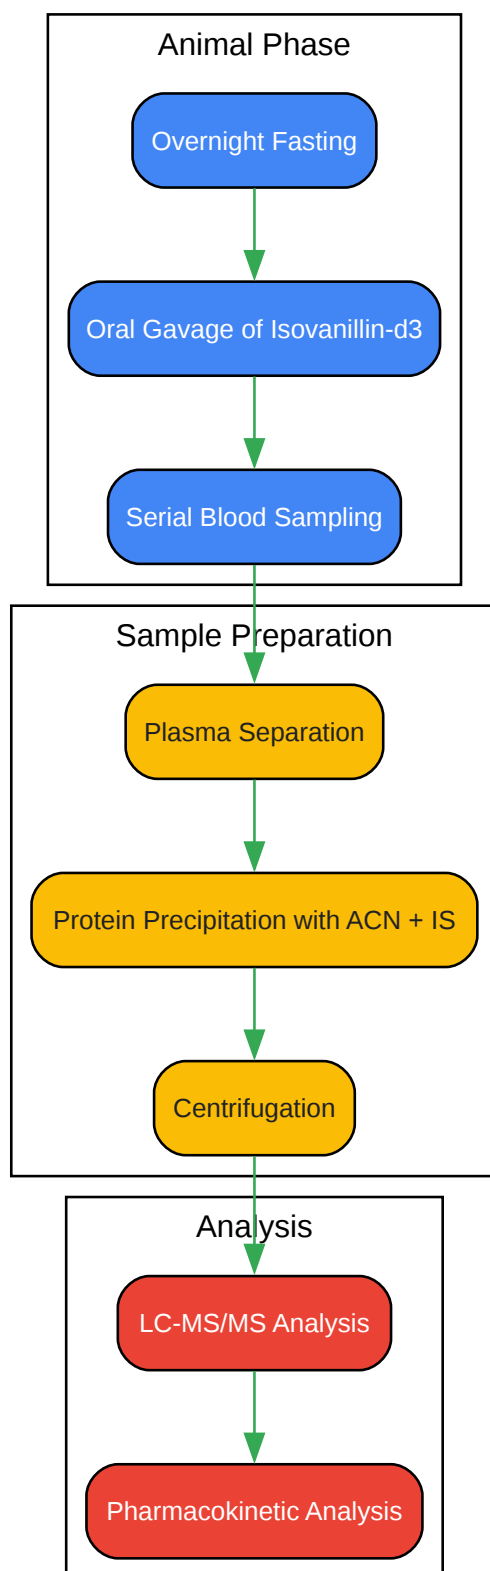 Animal Phase
Overnight Fasting
Oral Gavage of Isovanillin-d3
Serial Blood Sampling
Sample Preparation
Plasma Separation
Protein Precipitation with ACN + IS
Centrifugation
Analysis
LC-MS/MS Analysis
Pharmacokinetic Analysis